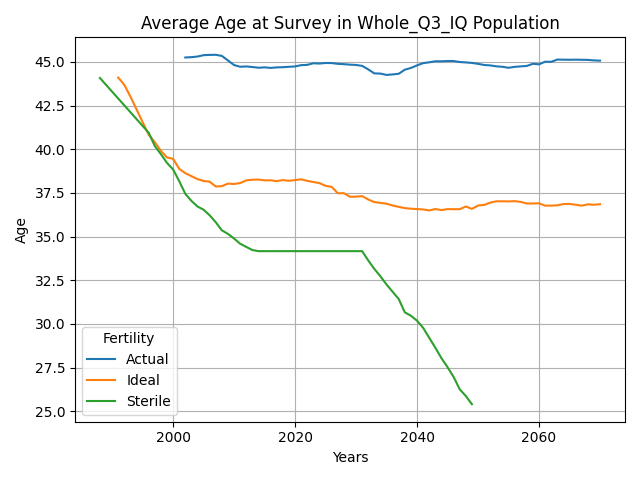 Average Age at Survey in Whole_Q3_IQ Population
45.0
42.5
40.0
37.5
35.0
32.5
30.0
27.5
25.0
Age
Fertility
Actual
Ideal
Sterile
2000
2020
2040
2060
Years